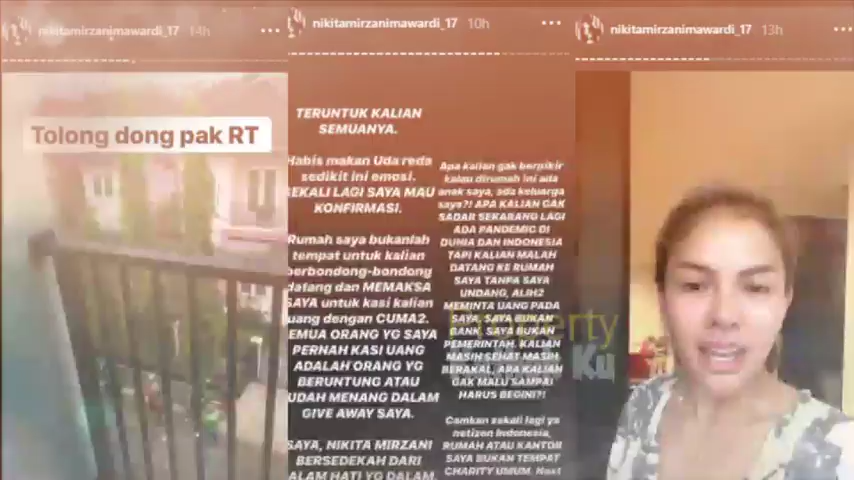 nikitamirzanimawardi_17 14h
Tolong dong pak RT
nikitamirzanimawardi_17 10h
TERUNTUK KALIAN
SEMUANYA.
Habis makan Uda reda
sedikit ini emosi.
SEKALI LAGI SAYA MAU
KONFIRMASI.
Rumah saya bukanlah
tempat untuk kalian
berbondong-bondong
datang dan MEMAKSA
SAYA untuk kasi kalian
uang dengan CUMA2.
SEMUA ORANG YG SAYA
PERNAH KASI UANG
ADALAH ORANG YG
BERUNTUNG ATAU
SUDAH MENANG DALAM
GIVE AWAY SAYA.
SAYA, NIKITA MIRZANI
BERSEDEKAH DARI
DALAM HATI YG DALAM,
Apa kalian gak berpikir
kalau dirumah ini ada
anak saya, ada keluarga
saya?! APA KALIAN GAK
SADAR SEKARANG LAGI
ADA PANDEMIC DI
DUNIA DAN INDONESIA
TAPI KALIAN MALAH
DATANG KE RUMAH
SAYA TANPA SAYA
UNDANG, ALIH2
MEMINTA UANG PADA
SAYA, SAYA BUKAN
BANK, SAYA BUKAN
PEMERINTAH. KALIAN
MASIH SEHAT MASIH
BERAKAL, APA KALIAN
GAK MALU SAMPAI
HARUS BEGINI?!
Camkan sekali lagi ya
netizen Indonesia,
RUMAH ATAU KANTOR
SAYA BUKAN TEMPAT
CHARITY UMUM. Next
Property
Ku
nikitamirzanimawardi_17 13h